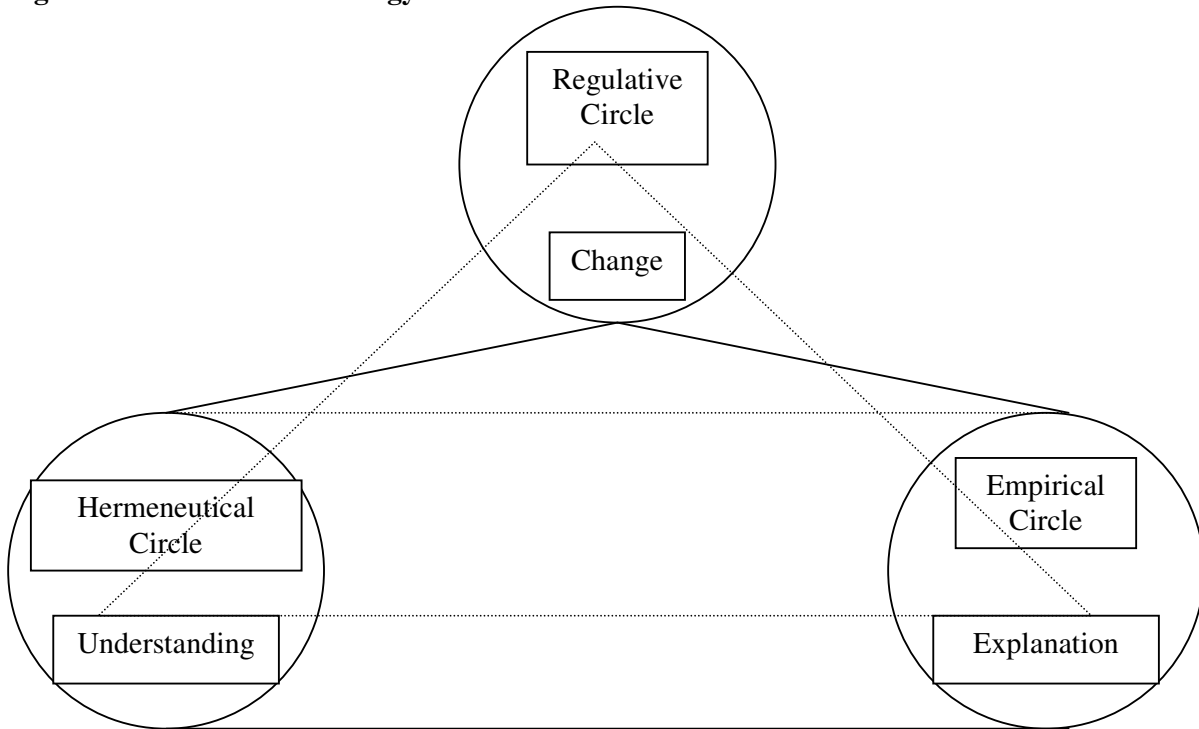 Regulative
Circle
Change
Hermeneutical
Circle
Empirical
Circle
Understanding
Explanation